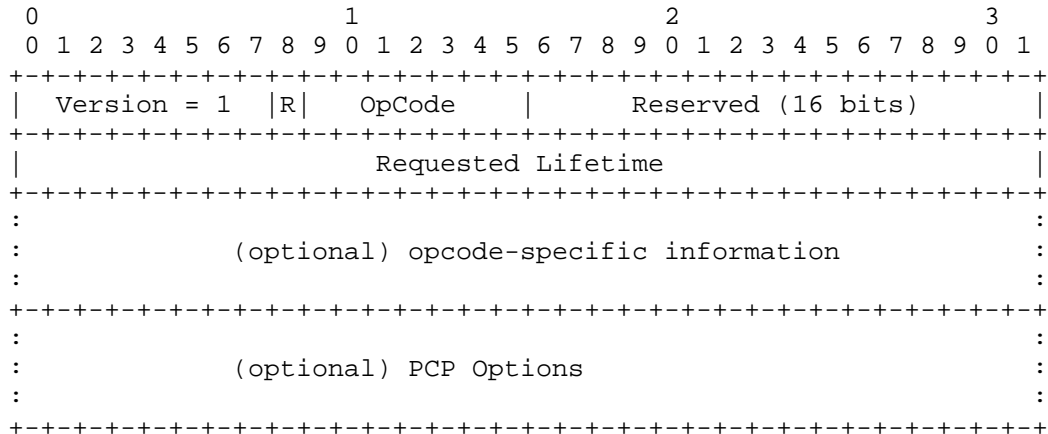 0                   1                   2                   3
 0 1 2 3 4 5 6 7 8 9 0 1 2 3 4 5 6 7 8 9 0 1 2 3 4 5 6 7 8 9 0 1
+-+-+-+-+-+-+-+-+-+-+-+-+-+-+-+-+-+-+-+-+-+-+-+-+-+-+-+-+-+-+-+-+
|  Version = 1  |R|   OpCode    |      Reserved (16 bits)       |
+-+-+-+-+-+-+-+-+-+-+-+-+-+-+-+-+-+-+-+-+-+-+-+-+-+-+-+-+-+-+-+-+
|                      Requested Lifetime                       |
+-+-+-+-+-+-+-+-+-+-+-+-+-+-+-+-+-+-+-+-+-+-+-+-+-+-+-+-+-+-+-+-+
:                                                               :
:             (optional) opcode-specific information            :
:                                                               :
+-+-+-+-+-+-+-+-+-+-+-+-+-+-+-+-+-+-+-+-+-+-+-+-+-+-+-+-+-+-+-+-+
:                                                               :
:             (optional) PCP Options                            :
:                                                               :
+-+-+-+-+-+-+-+-+-+-+-+-+-+-+-+-+-+-+-+-+-+-+-+-+-+-+-+-+-+-+-+-+